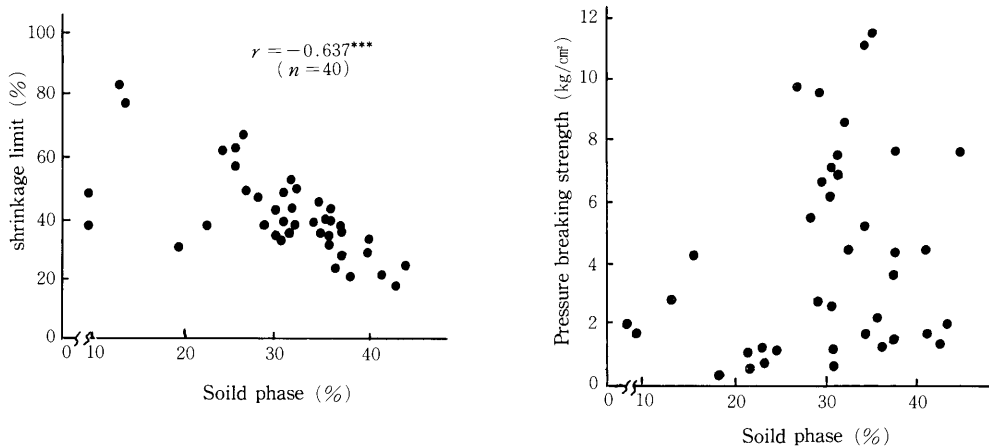 shrinkage limit (%)
100
80
60
40
20
0
0 10 20 30 40
Soild phase (%)
r = −0.637***
( n = 40)
Pressure breaking strength (kg/cm²)
12
10
8
6
4
2
0
0 10 20 30 40
Soild phase (%)